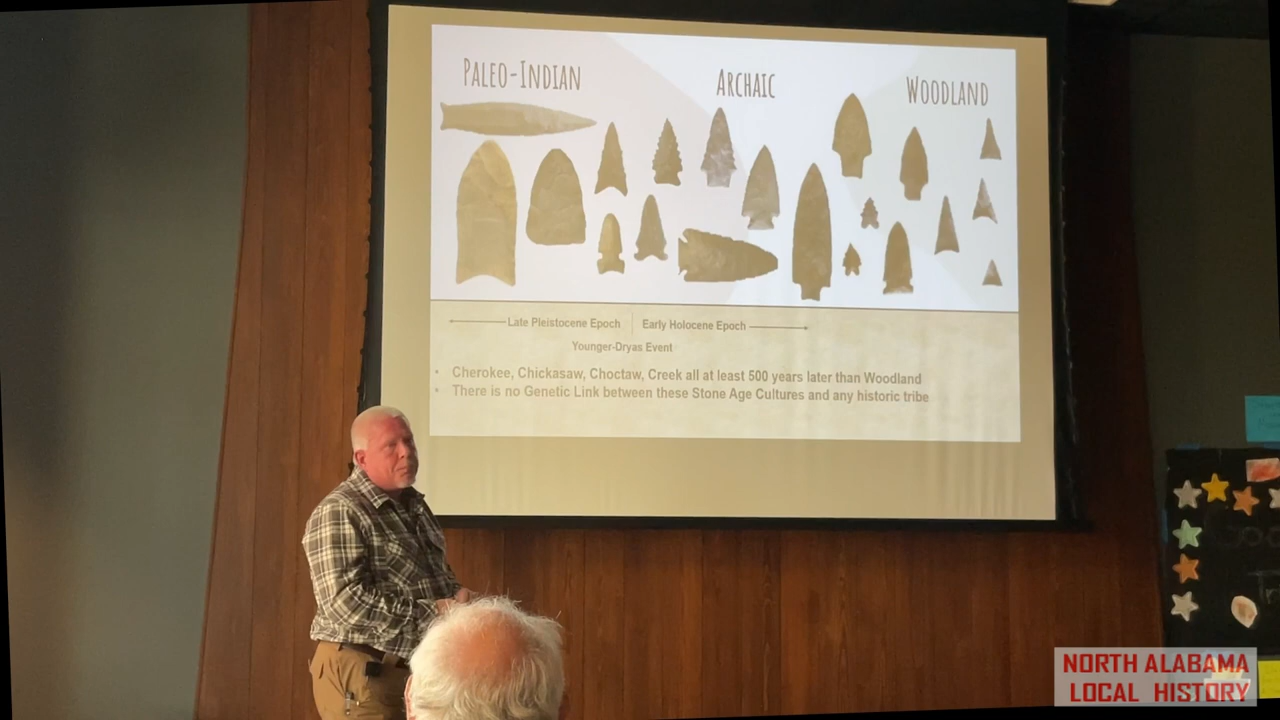 PALEO-INDIAN
ARCHAIC
WOODLAND
Late Pleistocene Epoch
Early Holocene Epoch
Younger-Dryas Event
• Cherokee, Chickasaw, Choctaw, Creek all at least 500 years later than Woodland
• There is no Genetic Link between these Stone Age Cultures and any historic tribe
NORTH ALABAMA
LOCAL HISTORY